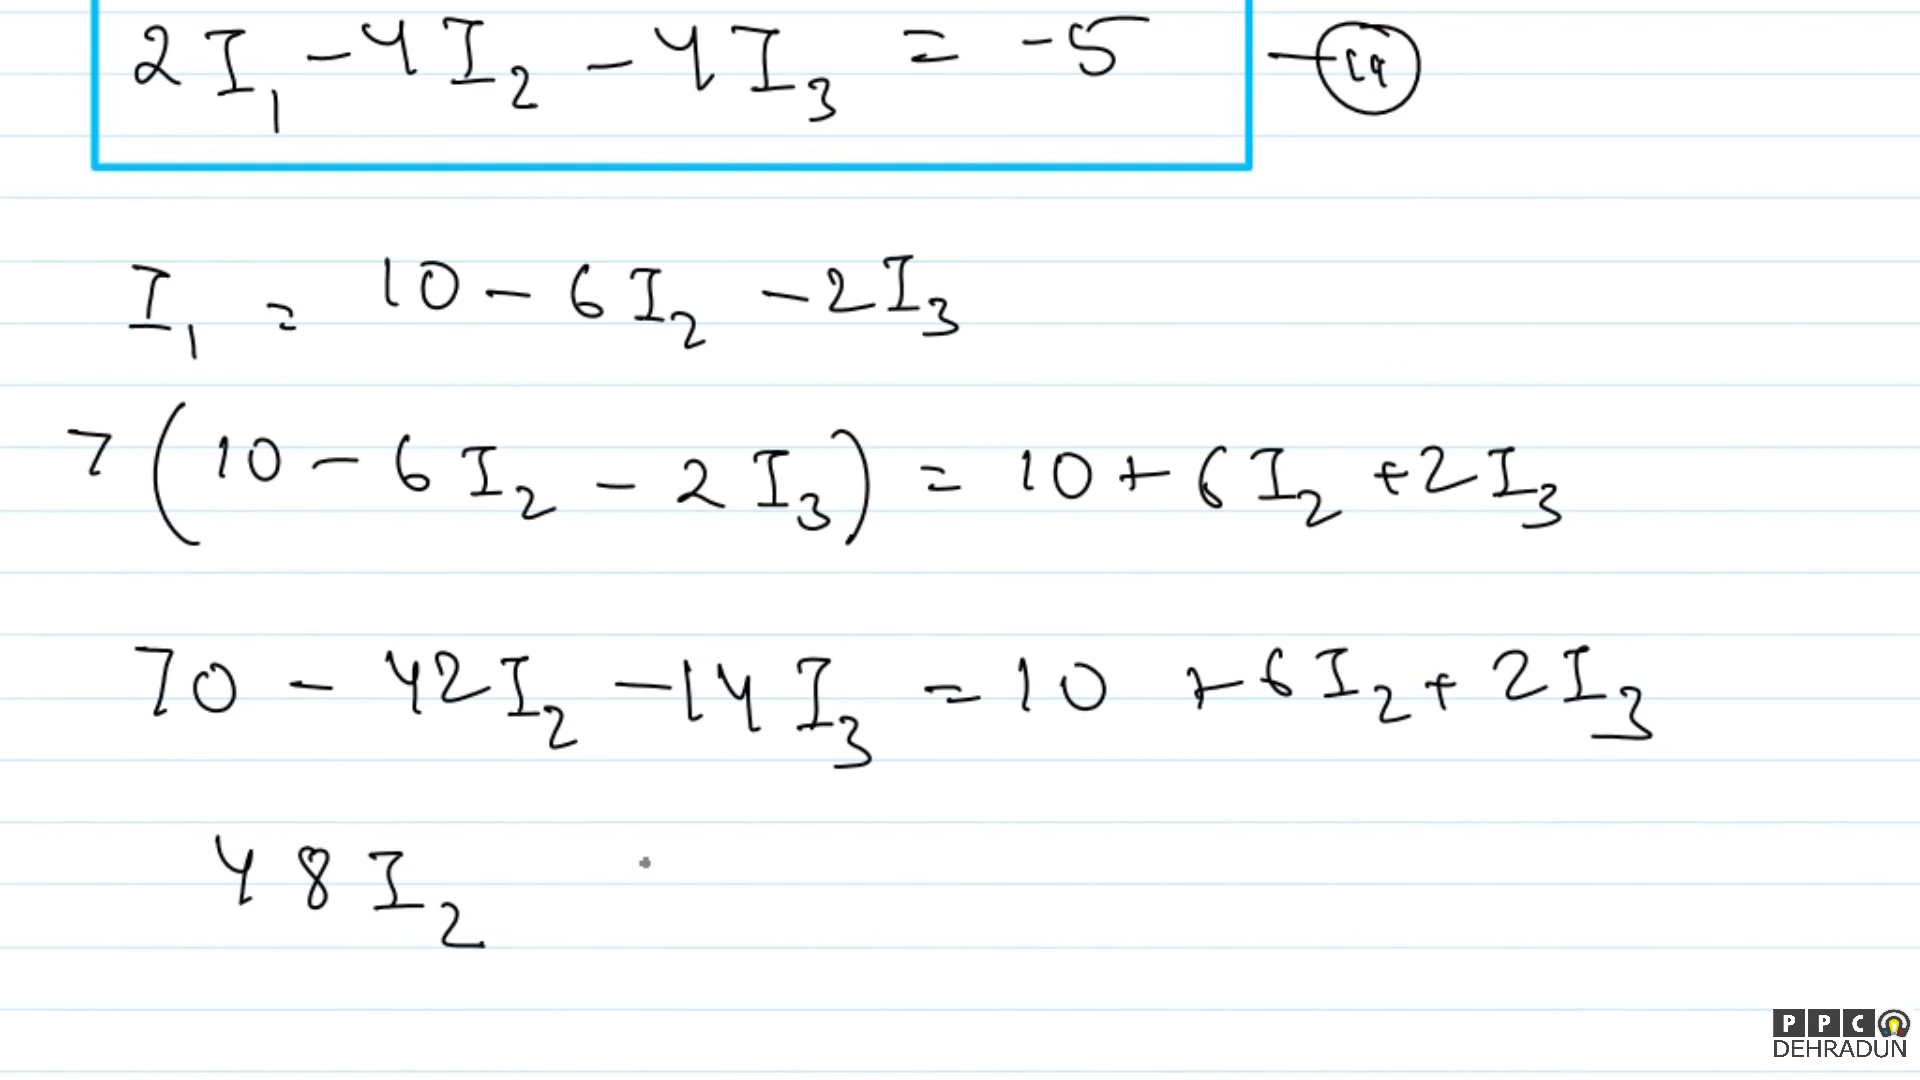 2I₁ - 4I₂ - 4I₃ = -5
I₁ = 10 - 6I₂ - 2I₃
7(10 - 6I₂ - 2I₃) = 10 + 6I₂ + 2I₃
70 - 42I₂ - 14I₃ = 10 + 6I₂ + 2I₃
48I₂
PPC
DEHRADUN